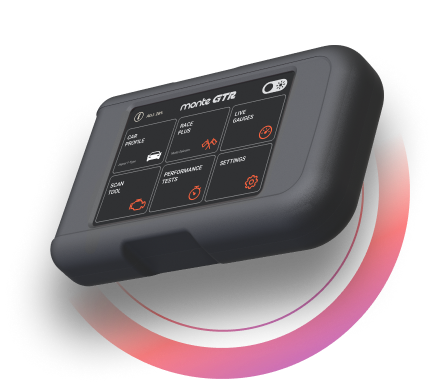 monte GTR
CAR
PROFILE
RACE
PLUS
LIVE
GAUGES
SCAN
TOOL
PERFORMANCE
TESTS
SETTINGS